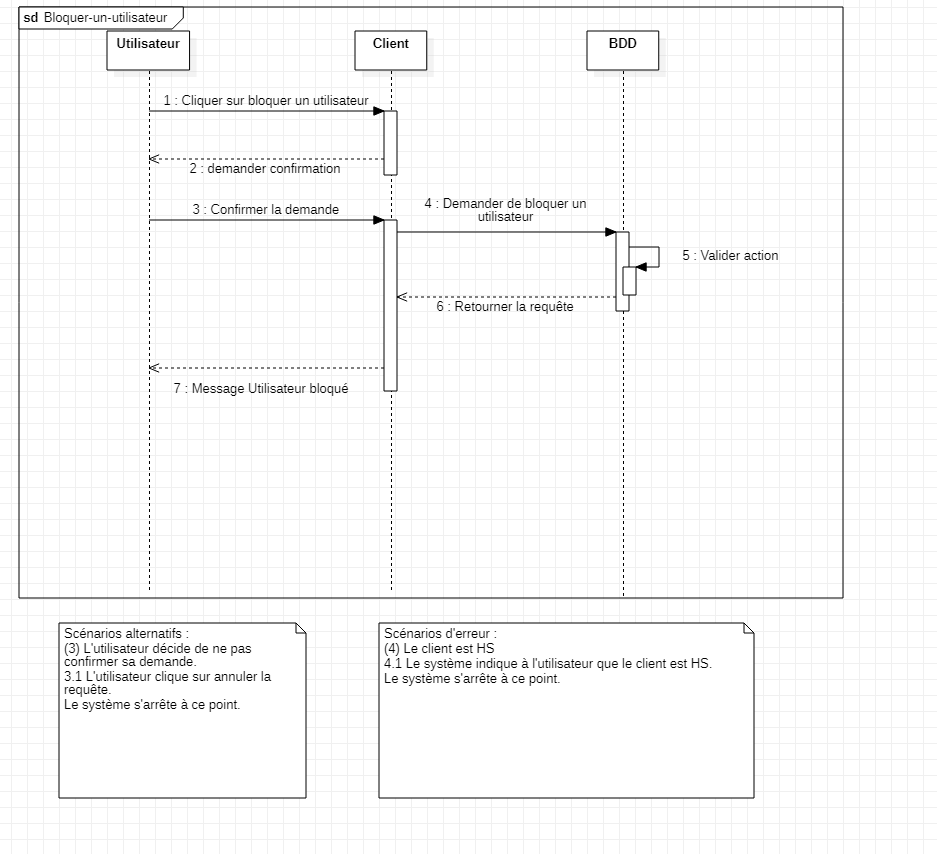 sd Bloquer-un-utilisateur
Utilisateur
Client
BDD
1 : Cliquer sur bloquer un utilisateur
2 : demander confirmation
3 : Confirmer la demande
4 : Demander de bloquer un
utilisateur
5 : Valider action
6 : Retourner la requête
7 : Message Utilisateur bloqué
Scénarios alternatifs :
(3) L'utilisateur décide de ne pas
confirmer sa demande.
3.1 L'utilisateur clique sur annuler la
requête.
Le système s'arrête à ce point.
Scénarios d'erreur :
(4) Le client est HS
4.1 Le système indique à l'utilisateur que le client est HS.
Le système s'arrête à ce point.